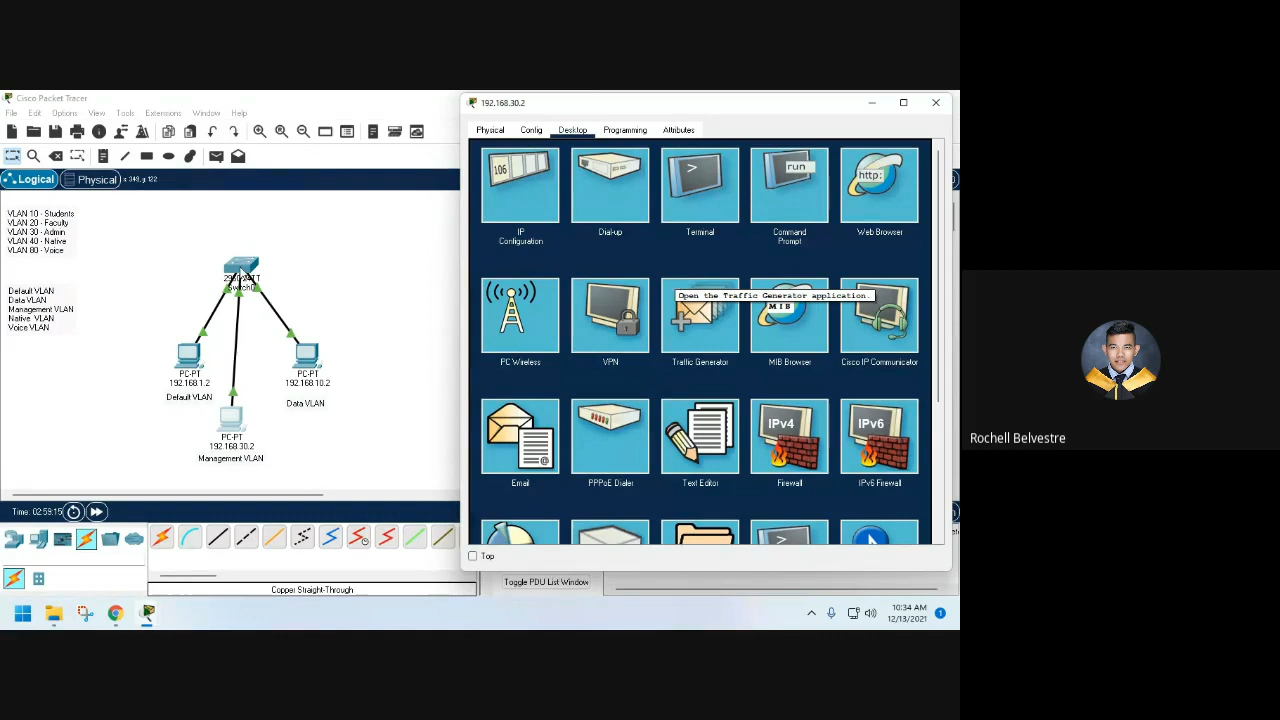 Cisco Packet Tracer
File Edit Options View Tools Extensions Window Help
Logical
Physical
x: 349, y: 122
VLAN 10 - Students
VLAN 20 - Faculty
VLAN 30 - Admin
VLAN 40 - Native
VLAN 80 - Voice
Default VLAN
Data VLAN
Management VLAN
Native VLAN
Voice VLAN
Switch0
PC-PT
192.168.1.2
Default VLAN
PC-PT
192.168.10.2
Data VLAN
PC-PT
192.168.30.2
Management VLAN
Time: 02:59:15
Copper Straight-Through
Toggle PDU List Window
192.168.30.2
Physical Config Desktop Programming Attributes
106
>
run
http:
IP
Configuration
Dial-up
Terminal
Command
Prompt
Web Browser
Open the Traffic Generator application.
MIB
PC Wireless
VPN
Traffic Generator
MIB Browser
Cisco IP Communicator
@
IPv4
IPv6
Email
PPPoE Dialer
Text Editor
Firewall
IPv6 Firewall
Top
10:34 AM
12/13/2021
1
Rochell Belvestre